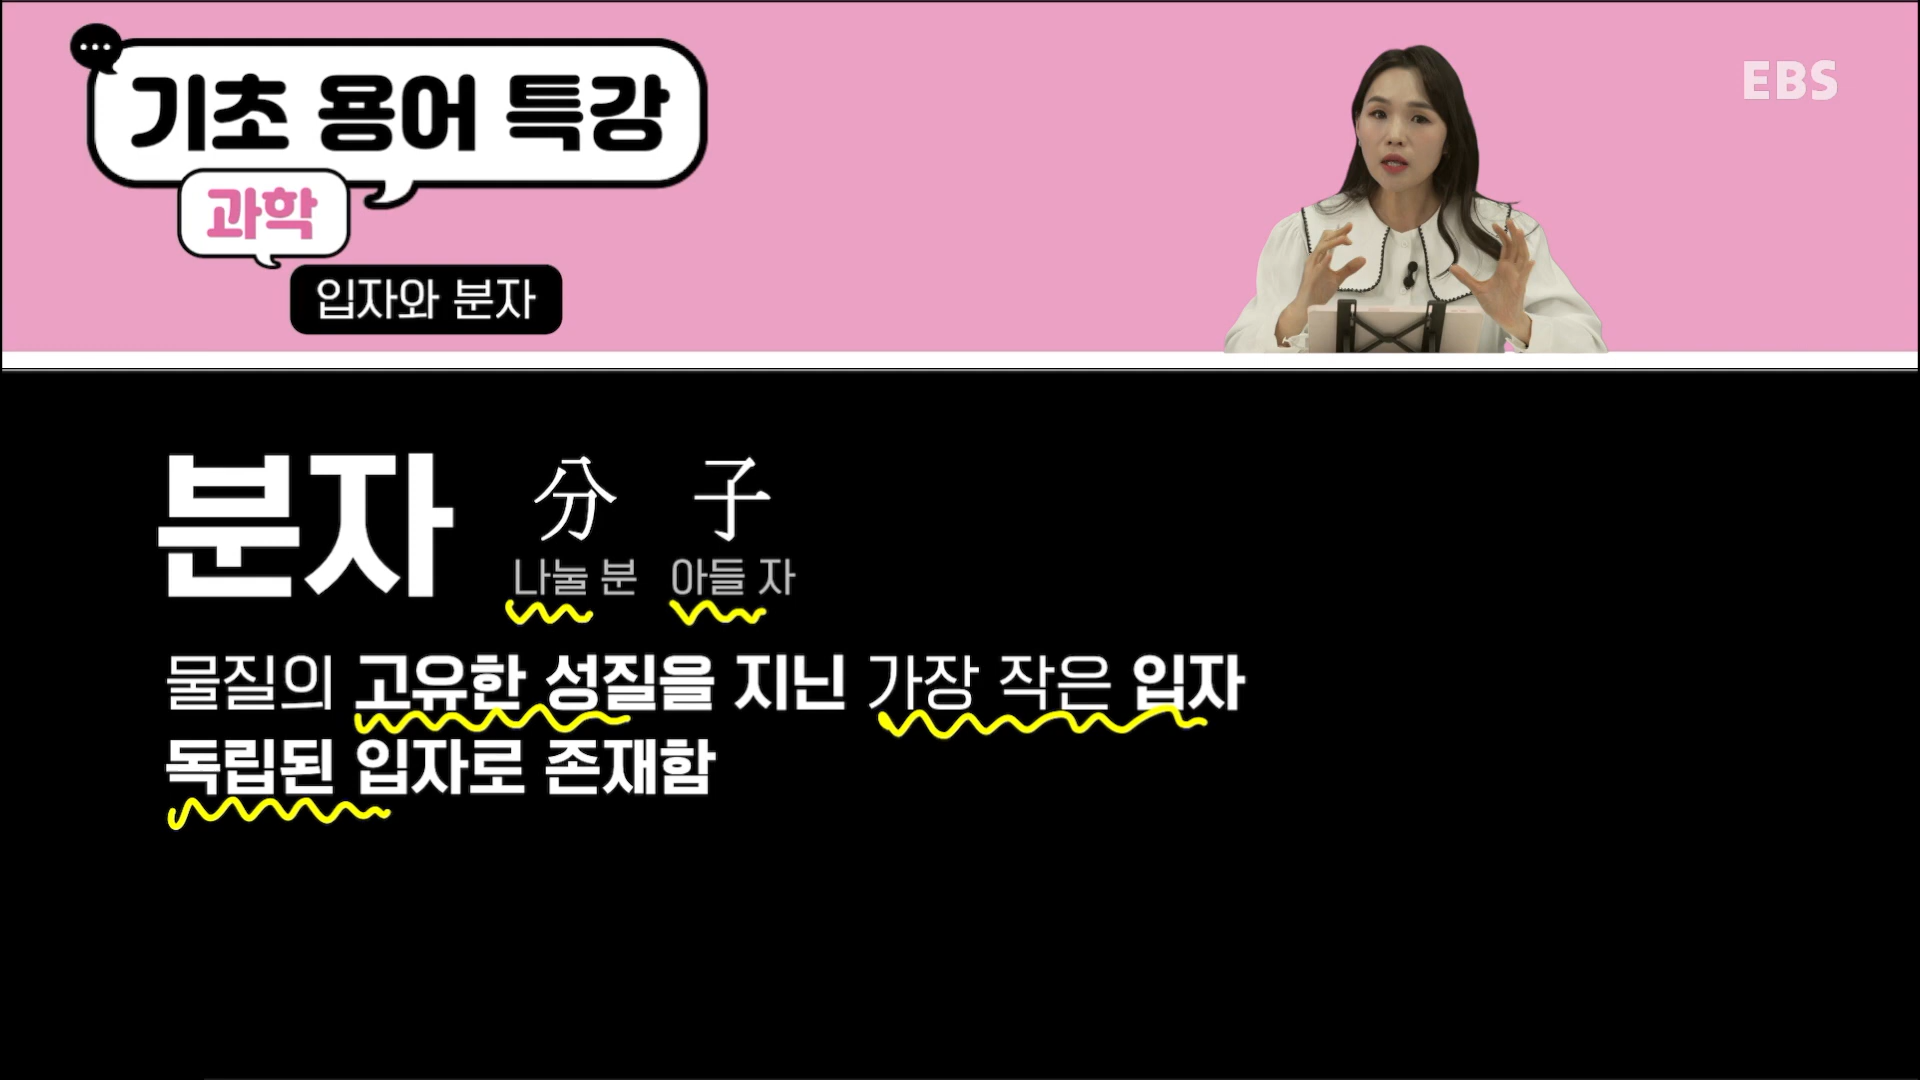 기초 용어 특강
과학
입자와 분자
EBS
분자 分 子
나눌 분 아들 자
물질의 고유한 성질을 지닌 가장 작은 입자
독립된 입자로 존재함